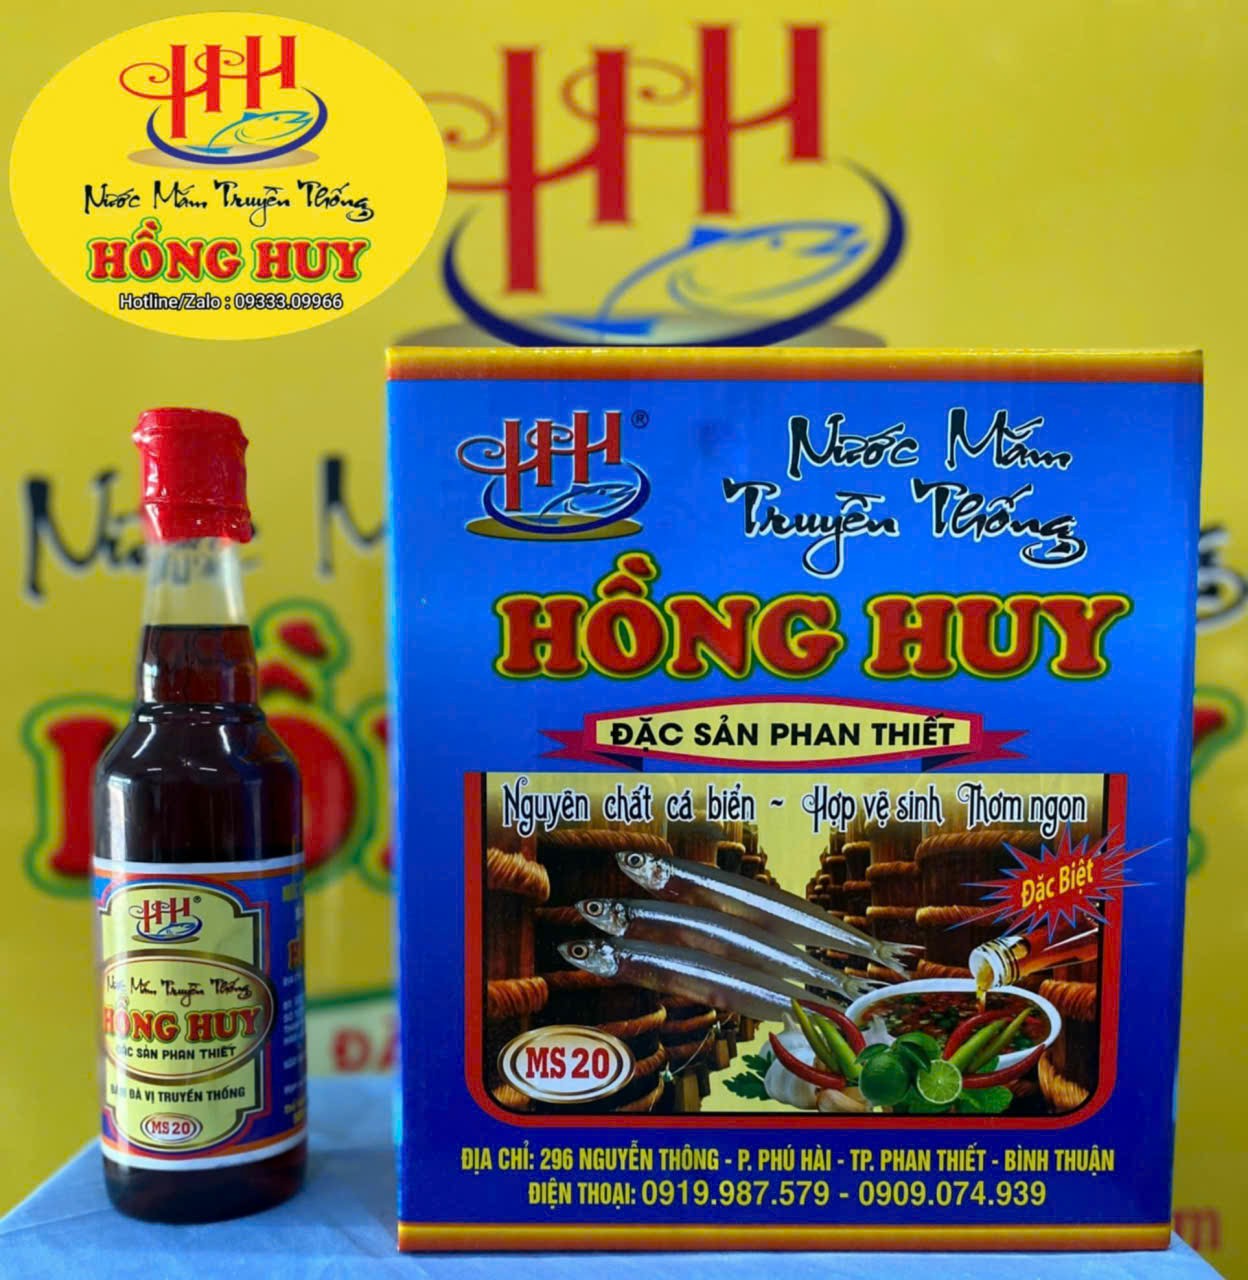 HH
Nước Mắm Truyền Thống
HỒNG HUY
Hotline/Zalo : 09333.09966
HH
HH®
Nước Mắm
Truyền Thống
HỒNG HUY
ĐẶC SẢN PHAN THIẾT
Nguyên chất cá biển ~ Hợp vệ sinh Thơm ngon
Đặc Biệt
MS 20
ĐỊA CHỈ: 296 NGUYỄN THÔNG - P. PHÚ HÀI - TP. PHAN THIẾT - BÌNH THUẬN
ĐIỆN THOẠI: 0919.987.579 - 0909.074.939
HH®
Nước Mắm Truyền Thống
HỒNG HUY
ĐẶC SẢN PHAN THIẾT
ĐÀ VỊ TRUYỀN THỐNG
MS 20